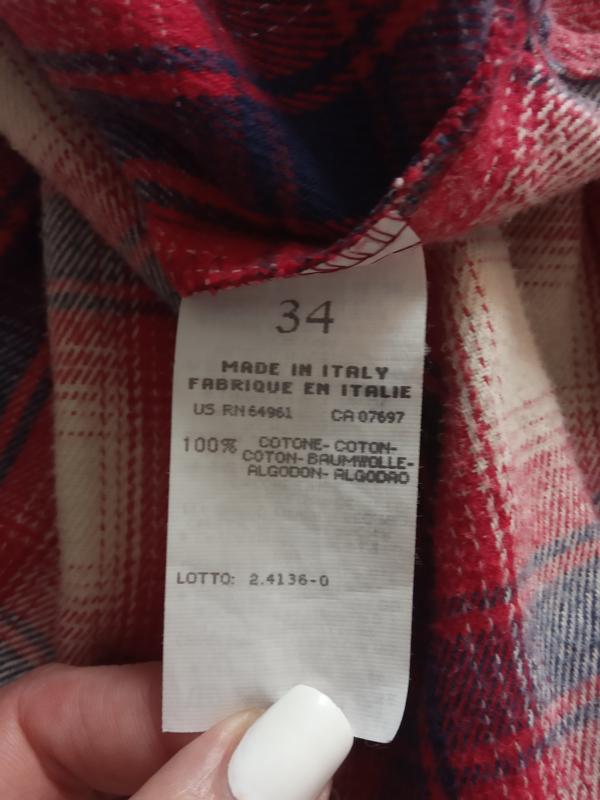 34
MADE IN ITALY
FABRIQUE EN ITALIE
US RN 64961 CA 07697
100% COTONE- COTON-
COTON- BAUMWOLLE-
ALGODON- ALGODAO
LOTTO: 2.4136-0